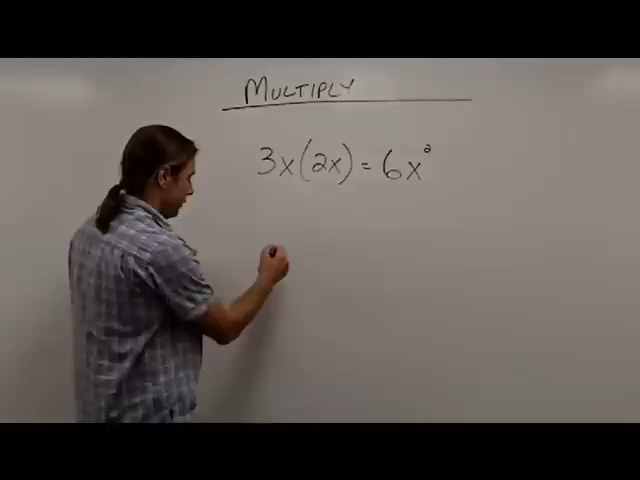 MULTIPLY
3x(2x) = 6x²